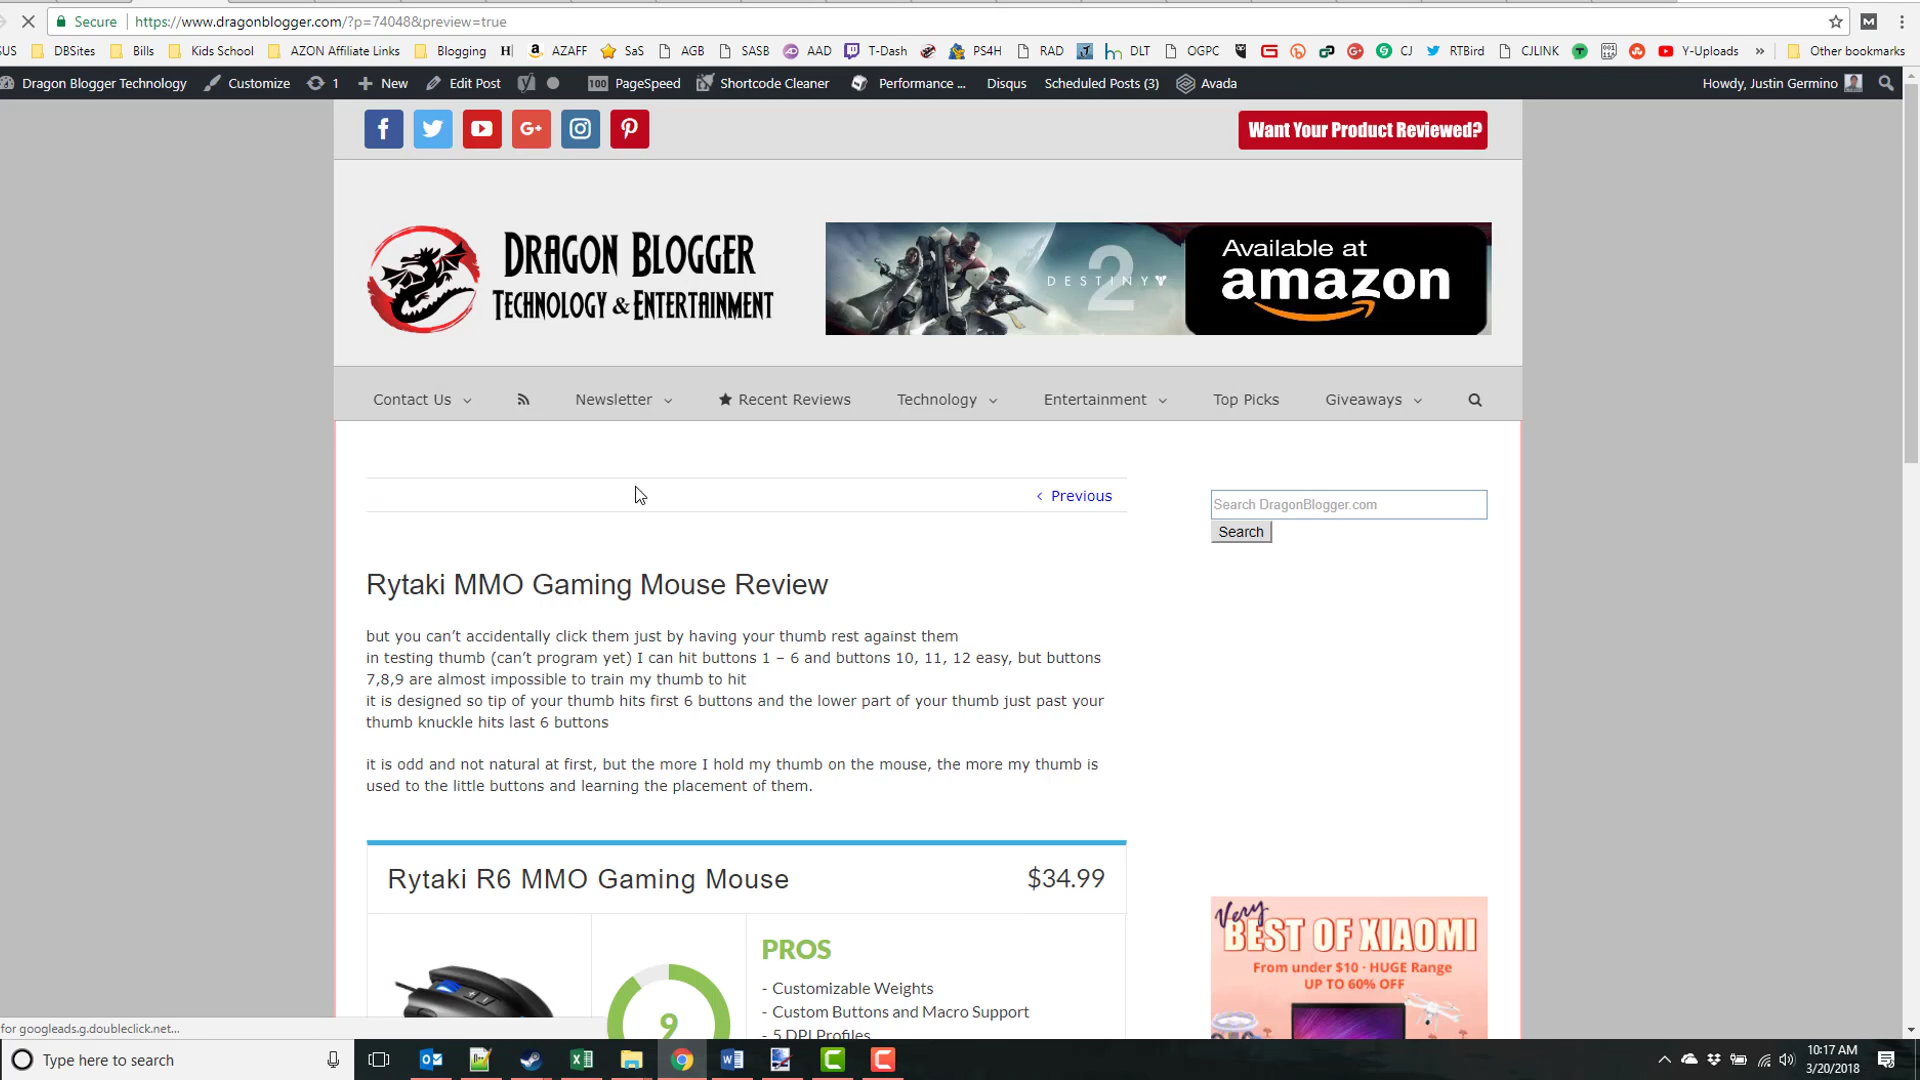 Secure https://www.dragonblogger.com/?p=74048&preview=true
SUS DBSites Bills Kids School AZON Affiliate Links Blogging H AZAFF SaS AGB SASB AAD T-Dash PS4H RAD DLT OGPC CJ RTBird CJLINK Y-Uploads » Other bookmarks
Dragon Blogger Technology Customize 1 New Edit Post 100 PageSpeed Shortcode Cleaner Performance ... Disqus Scheduled Posts (3) Avada Howdy, Justin Germino
Want Your Product Reviewed?
DRAGON BLOGGER
TECHNOLOGY & ENTERTAINMENT
DESTINY 2
Available at
amazon
Contact Us Newsletter Recent Reviews Technology Entertainment Top Picks Giveaways
Previous
Search DragonBlogger.com
Search
Rytaki MMO Gaming Mouse Review
but you can't accidentally click them just by having your thumb rest against them
in testing thumb (can't program yet) I can hit buttons 1 – 6 and buttons 10, 11, 12 easy, but buttons
7,8,9 are almost impossible to train my thumb to hit
it is designed so tip of your thumb hits first 6 buttons and the lower part of your thumb just past your
thumb knuckle hits last 6 buttons
it is odd and not natural at first, but the more I hold my thumb on the mouse, the more my thumb is
used to the little buttons and learning the placement of them.
Rytaki R6 MMO Gaming Mouse $34.99
PROS
- Customizable Weights
- Custom Buttons and Macro Support
- 5 DPI Profiles
9
Very
BEST OF XIAOMI
From under $10 - HUGE Range
UP TO 60% OFF
for googleads.g.doubleclick.net...
Type here to search
10:17 AM
3/20/2018